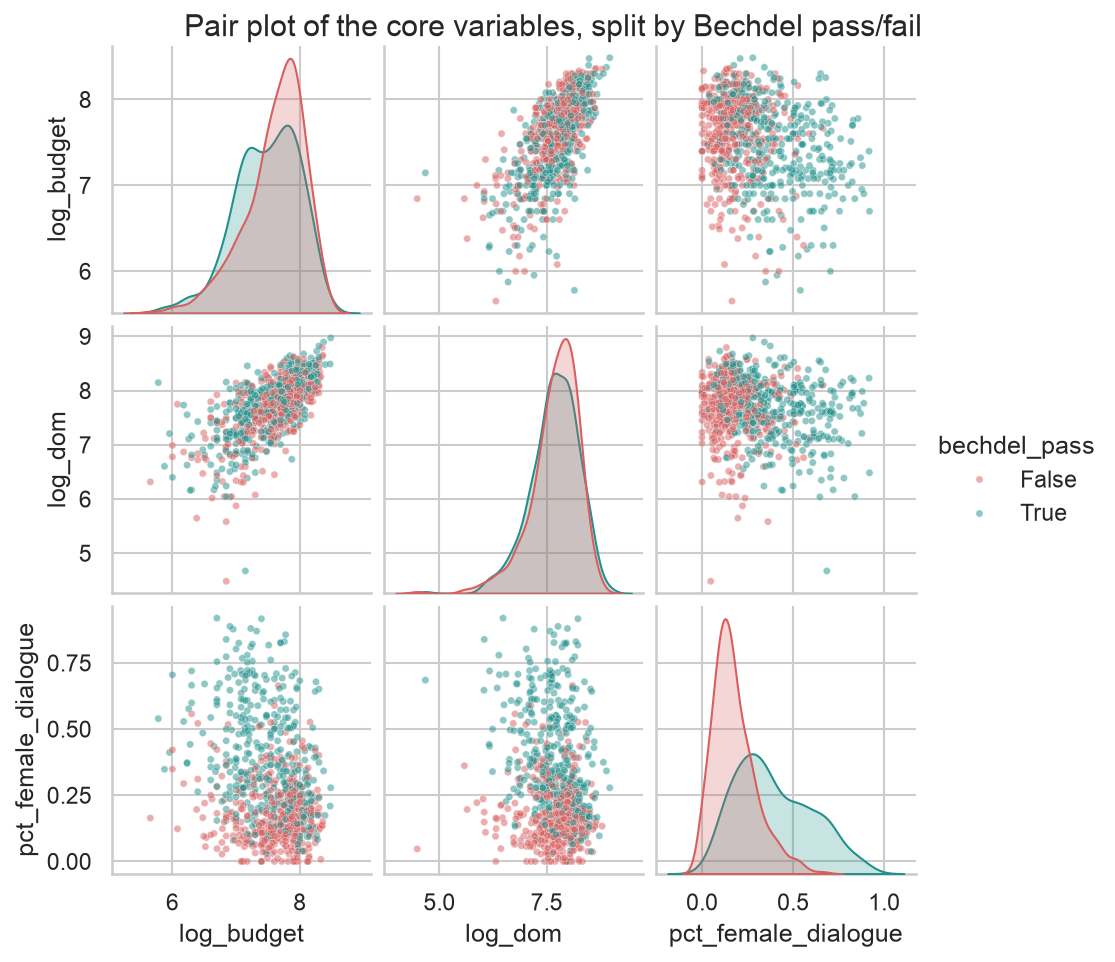 Pair plot of the core variables, split by Bechdel pass/fail
log_budget
8
7
6
log_dom
9
8
7
6
5
pct_female_dialogue
0.75
0.50
0.25
0.00
6
8
log_budget
5.0
7.5
log_dom
0.0
0.5
1.0
pct_female_dialogue
bechdel_pass
False
True